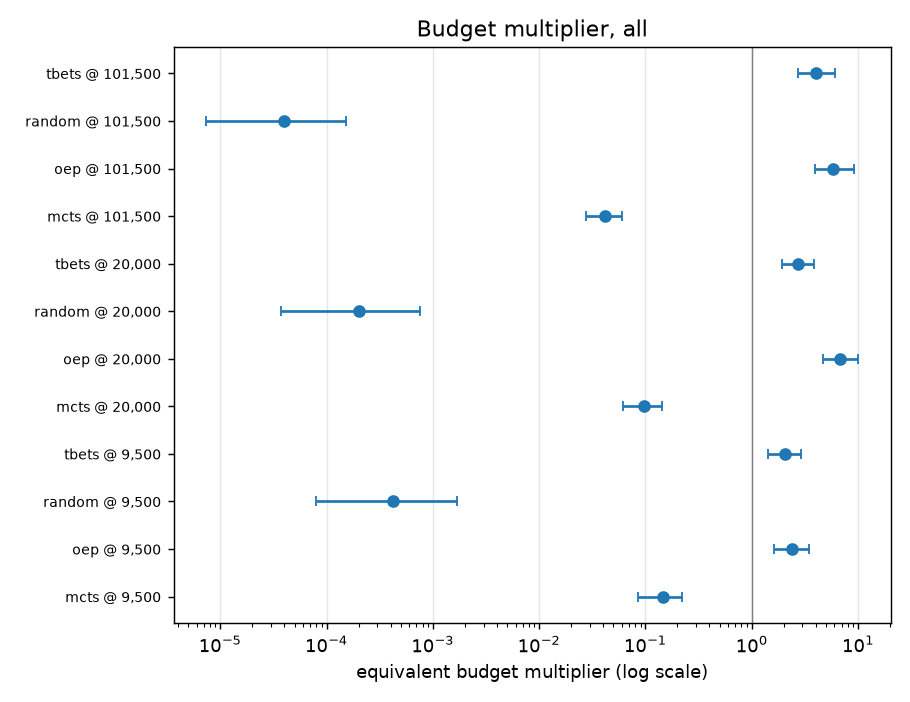 Budget multiplier, all
tbets @ 101,500
random @ 101,500
oep @ 101,500
mcts @ 101,500
tbets @ 20,000
random @ 20,000
oep @ 20,000
mcts @ 20,000
tbets @ 9,500
random @ 9,500
oep @ 9,500
mcts @ 9,500
10⁻⁵ 10⁻⁴ 10⁻³ 10⁻² 10⁻¹ 10⁰ 10¹
equivalent budget multiplier (log scale)